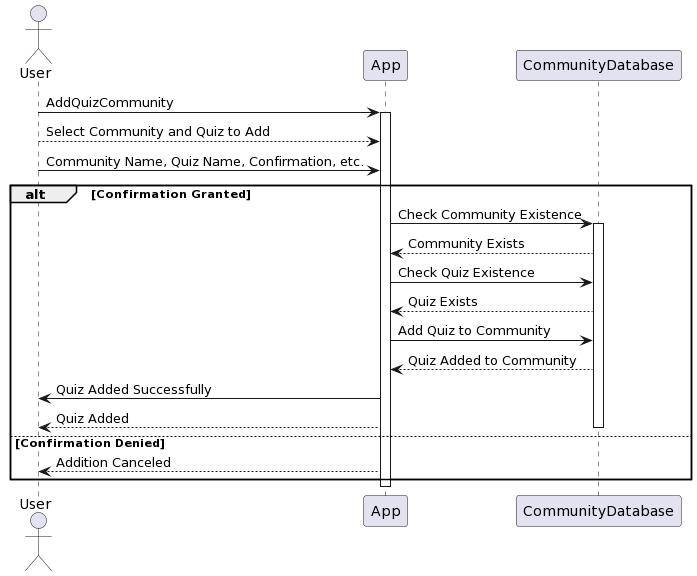 User
App
CommunityDatabase
AddQuizCommunity
Select Community and Quiz to Add
Community Name, Quiz Name, Confirmation, etc.
alt
[Confirmation Granted]
Check Community Existence
Community Exists
Check Quiz Existence
Quiz Exists
Add Quiz to Community
Quiz Added to Community
Quiz Added Successfully
Quiz Added
[Confirmation Denied]
Addition Canceled
User
App
CommunityDatabase